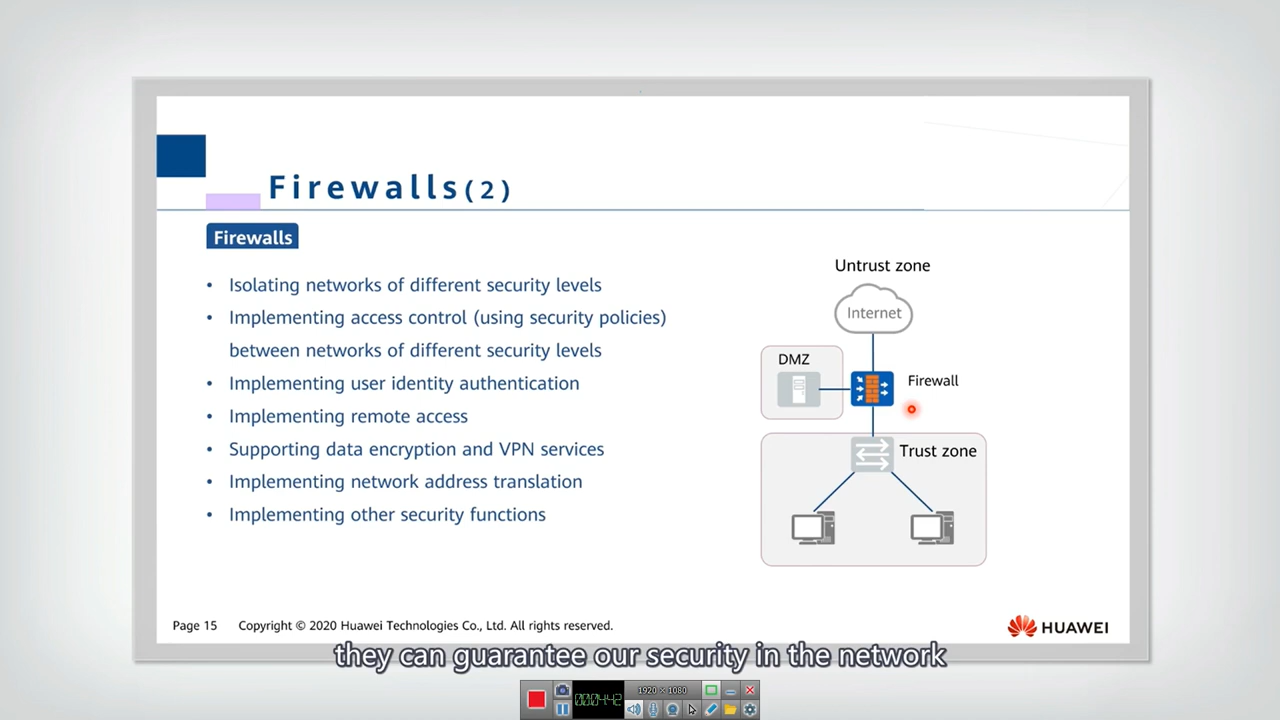 Firewalls(2)
Firewalls
• Isolating networks of different security levels
• Implementing access control (using security policies)
between networks of different security levels
• Implementing user identity authentication
• Implementing remote access
• Supporting data encryption and VPN services
• Implementing network address translation
• Implementing other security functions
Untrust zone
Internet
DMZ
Firewall
Trust zone
Page 15 Copyright © 2020 Huawei Technologies Co., Ltd. All rights reserved.
HUAWEI
they can guarantee our security in the network
1920 × 1080